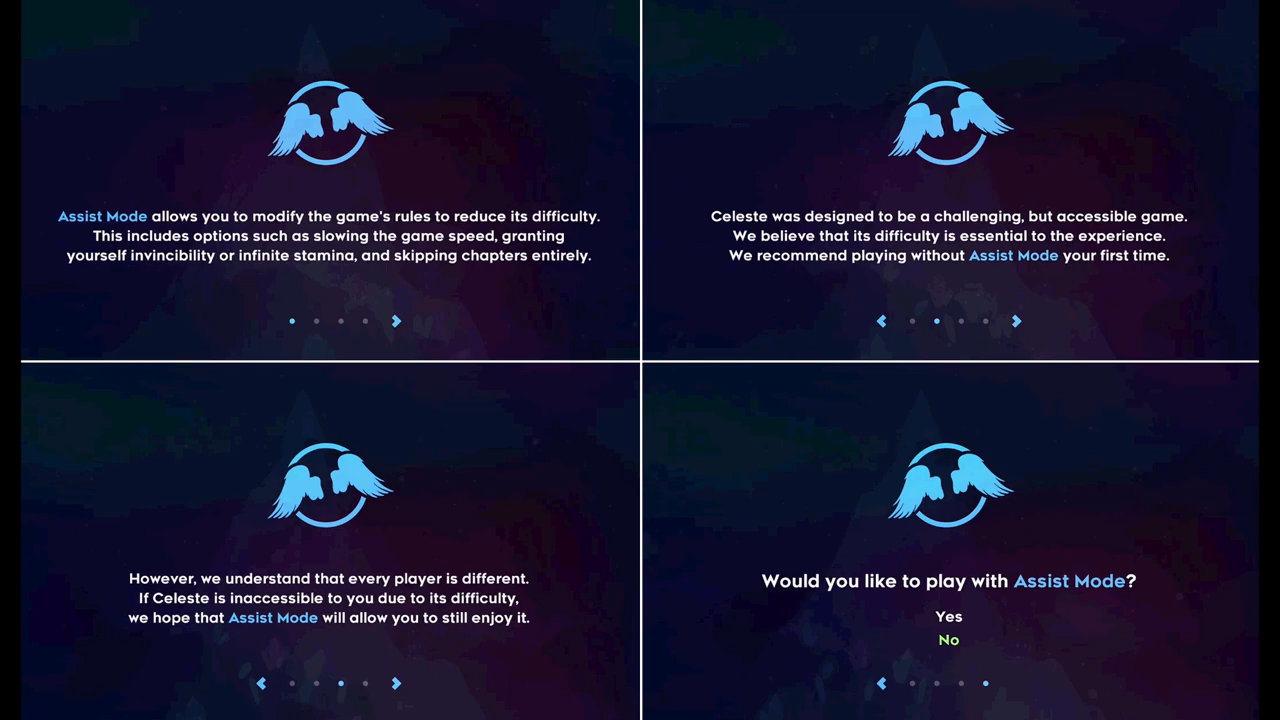 Assist Mode allows you to modify the game's rules to reduce its difficulty.
This includes options such as slowing the game speed, granting
yourself invincibility or infinite stamina, and skipping chapters entirely.
Celeste was designed to be a challenging, but accessible game.
We believe that its difficulty is essential to the experience.
We recommend playing without Assist Mode your first time.
However, we understand that every player is different.
If Celeste is inaccessible to you due to its difficulty,
we hope that Assist Mode will allow you to still enjoy it.
Would you like to play with Assist Mode?
Yes
No